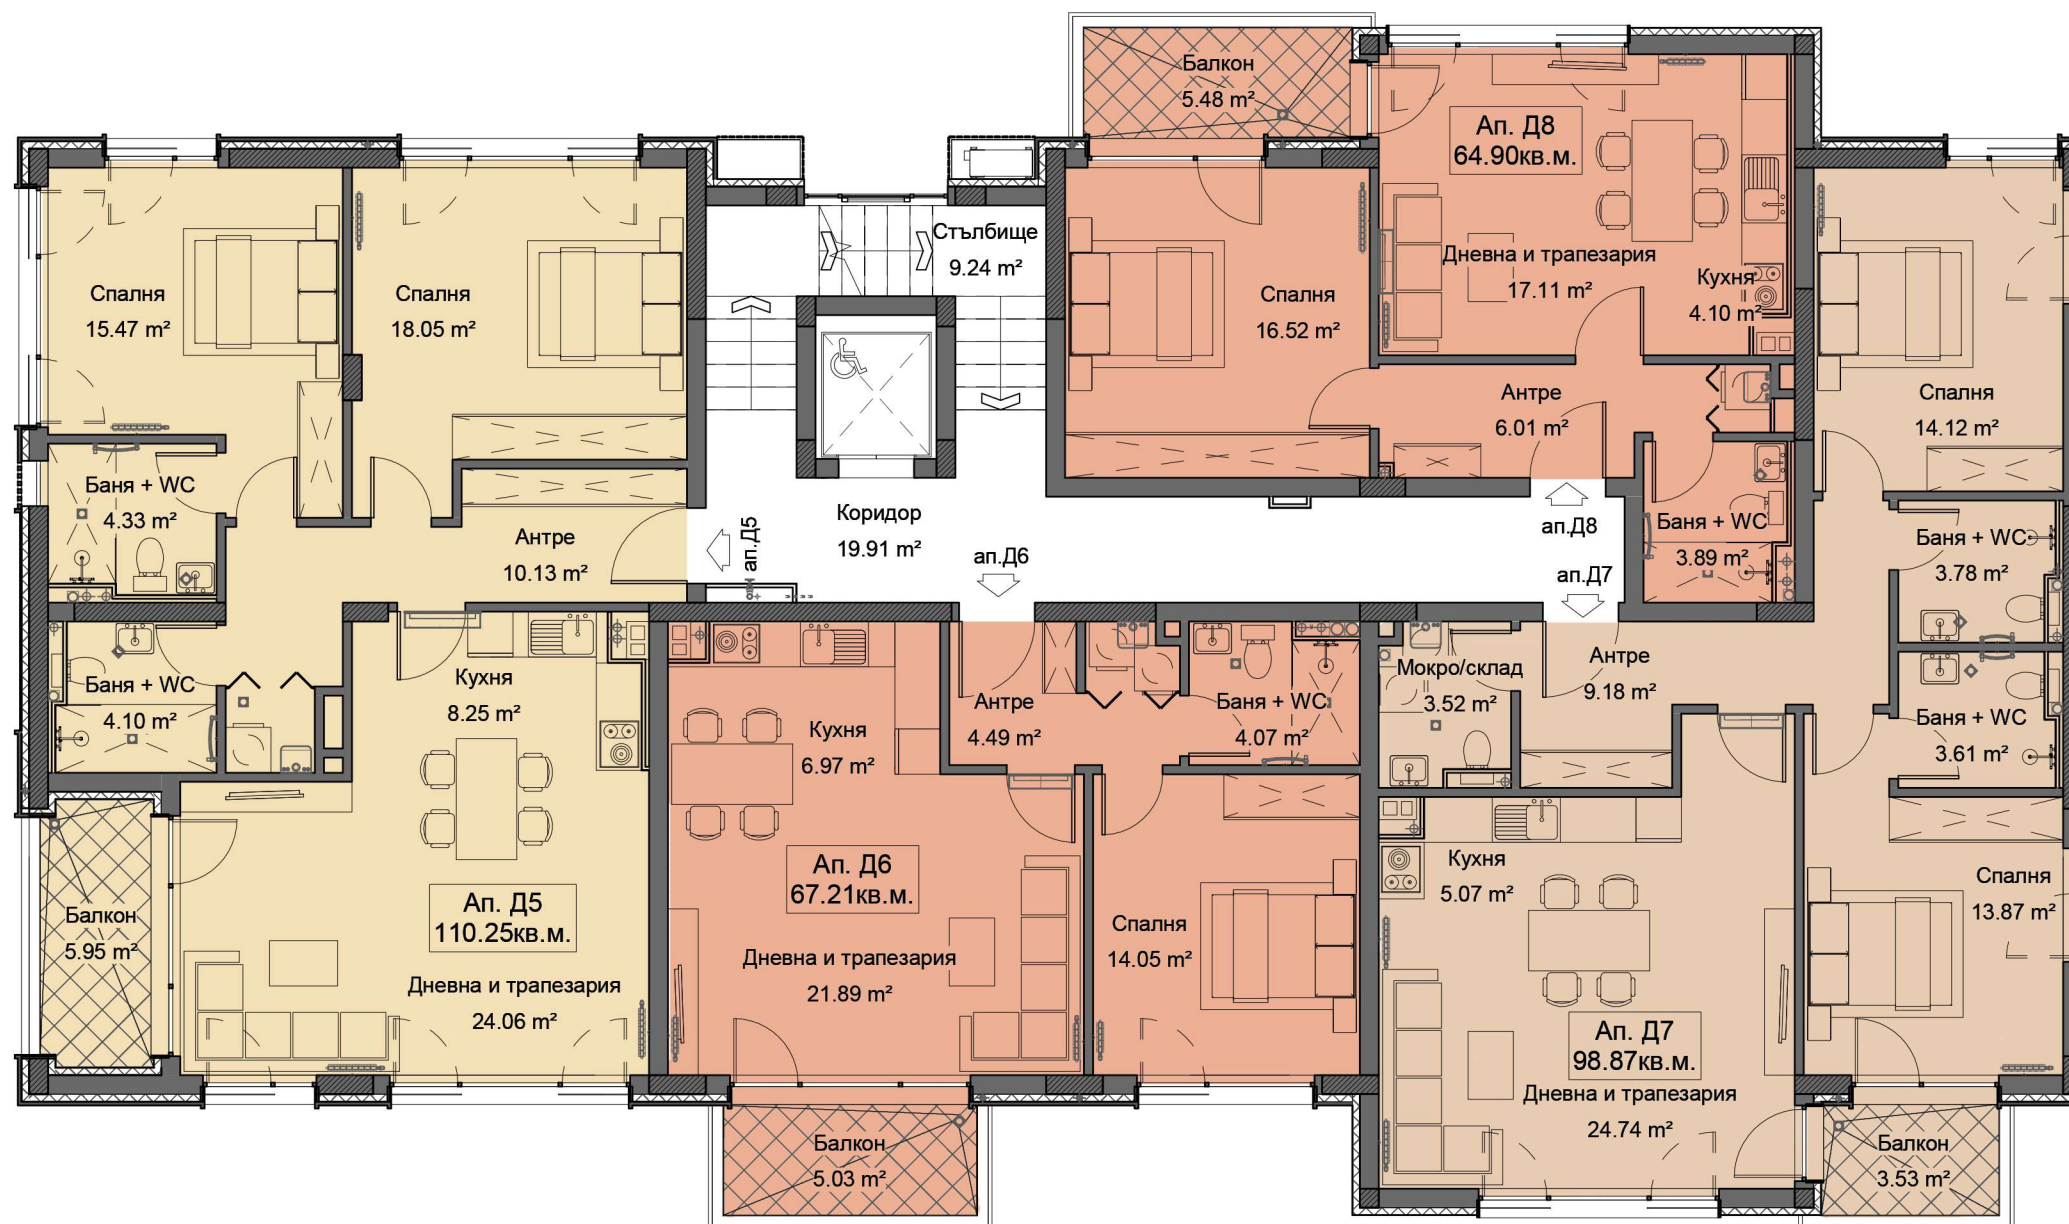 Балкон
5.48 m²
Ап. Д8
64.90кв.м.
Стълбище
9.24 m²
Дневна и трапезария
17.11 m²
Кухня
4.10 m²
Спалня
15.47 m²
Спалня
18.05 m²
Спалня
16.52 m²
Антре
6.01 m²
Спалня
14.12 m²
Баня + WC
4.33 m²
Антре
10.13 m²
ап.Д5
Коридор
19.91 m²
ап.Д6
ап.Д8
ап.Д7
Баня + WC
3.89 m²
Баня + WC
3.78 m²
Баня + WC
4.10 m²
Кухня
8.25 m²
Кухня
6.97 m²
Антре
4.49 m²
Баня + WC
4.07 m²
Мокро/склад
3.52 m²
Антре
9.18 m²
Баня + WC
3.61 m²
Балкон
5.95 m²
Ап. Д5
110.25кв.м.
Дневна и трапезария
24.06 m²
Ап. Д6
67.21кв.м.
Дневна и трапезария
21.89 m²
Спалня
14.05 m²
Кухня
5.07 m²
Спалня
13.87 m²
Ап. Д7
98.87кв.м.
Дневна и трапезария
24.74 m²
Балкон
5.03 m²
Балкон
3.53 m²